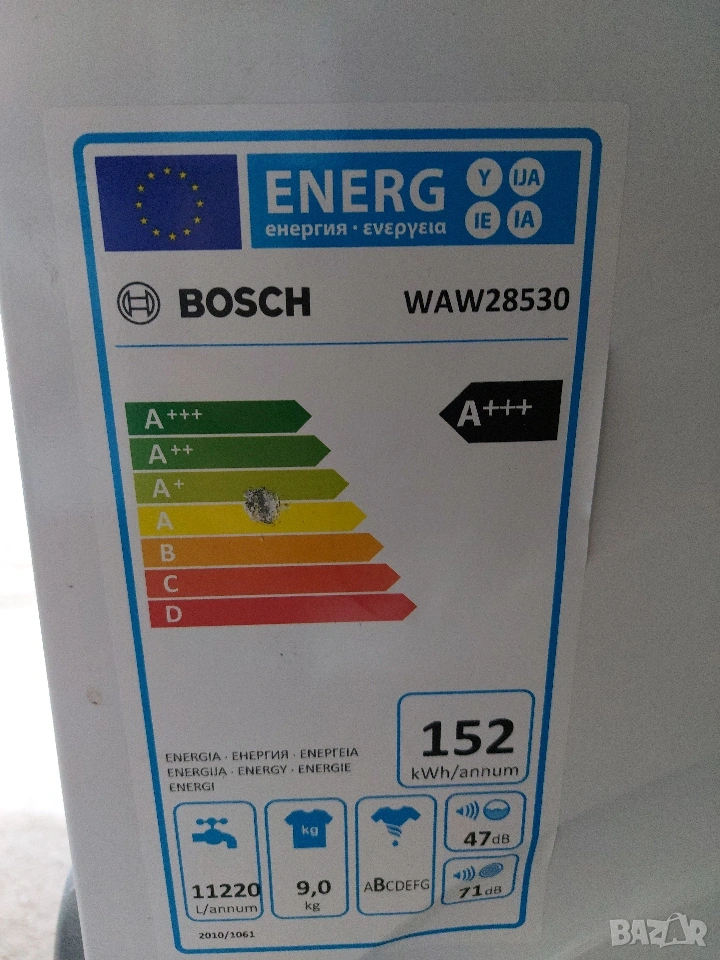 ENERG Y IJA
енергия · ενεργεια IE IA
BOSCH WAW28530
A+++ A+++
A++
A+
A
B
C
D
152
kWh/annum
ENERGIA · ЕНЕРГИЯ · ΕΝΕΡΓΕΙΑ
ENERGIJA · ENERGY · ENERGIE
ENERGI
kg
47dB
11220
L/annum
9,0
kg
ABCDEFG
71dB
2010/1061
BAZAR